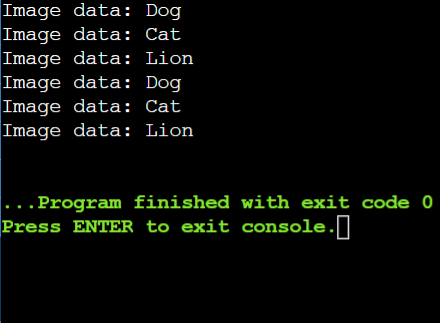 Image data: Dog
Image data: Cat
Image data: Lion
Image data: Dog
Image data: Cat
Image data: Lion
...Program finished with exit code 0
Press ENTER to exit console.